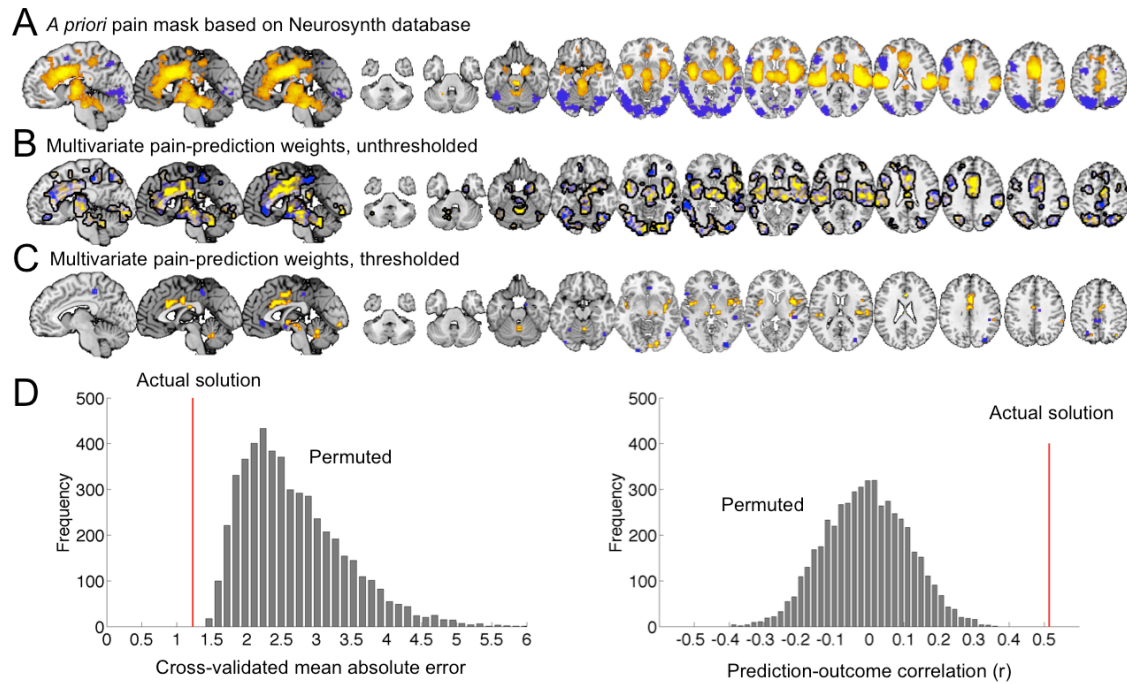 A A priori pain mask based on Neurosynth database
B Multivariate pain-prediction weights, unthresholded
C Multivariate pain-prediction weights, thresholded
D
Actual solution
500
400
300
200
100
0
Frequency
Permuted
0 0.5 1 1.5 2 2.5 3 3.5 4 4.5 5 5.5 6
Cross-validated mean absolute error
Actual solution
500
400
300
200
100
0
Frequency
Permuted
-0.5 -0.4 -0.3 -0.2 -0.1 0 0.1 0.2 0.3 0.4 0.5
Prediction-outcome correlation (r)